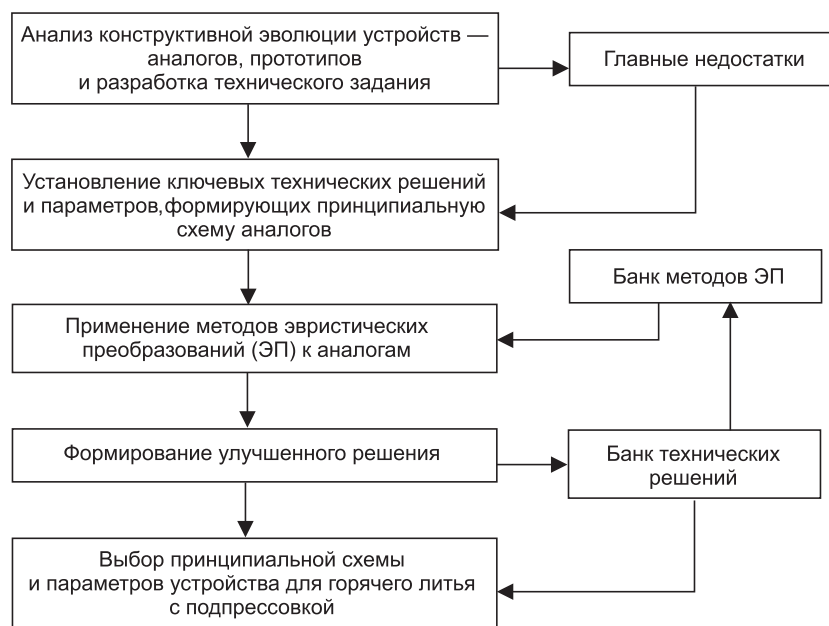 Анализ конструктивной эволюции устройств —
аналогов, прототипов
и разработка технического задания
Главные недостатки
Установление ключевых технических решений
и параметров,формирующих принципиальную
схему аналогов
Банк методов ЭП
Применение методов эвристических
преобразований (ЭП) к аналогам
Формирование улучшенного решения
Банк технических
решений
Выбор принципиальной схемы
и параметров устройства для горячего литья
с подпрессовкой